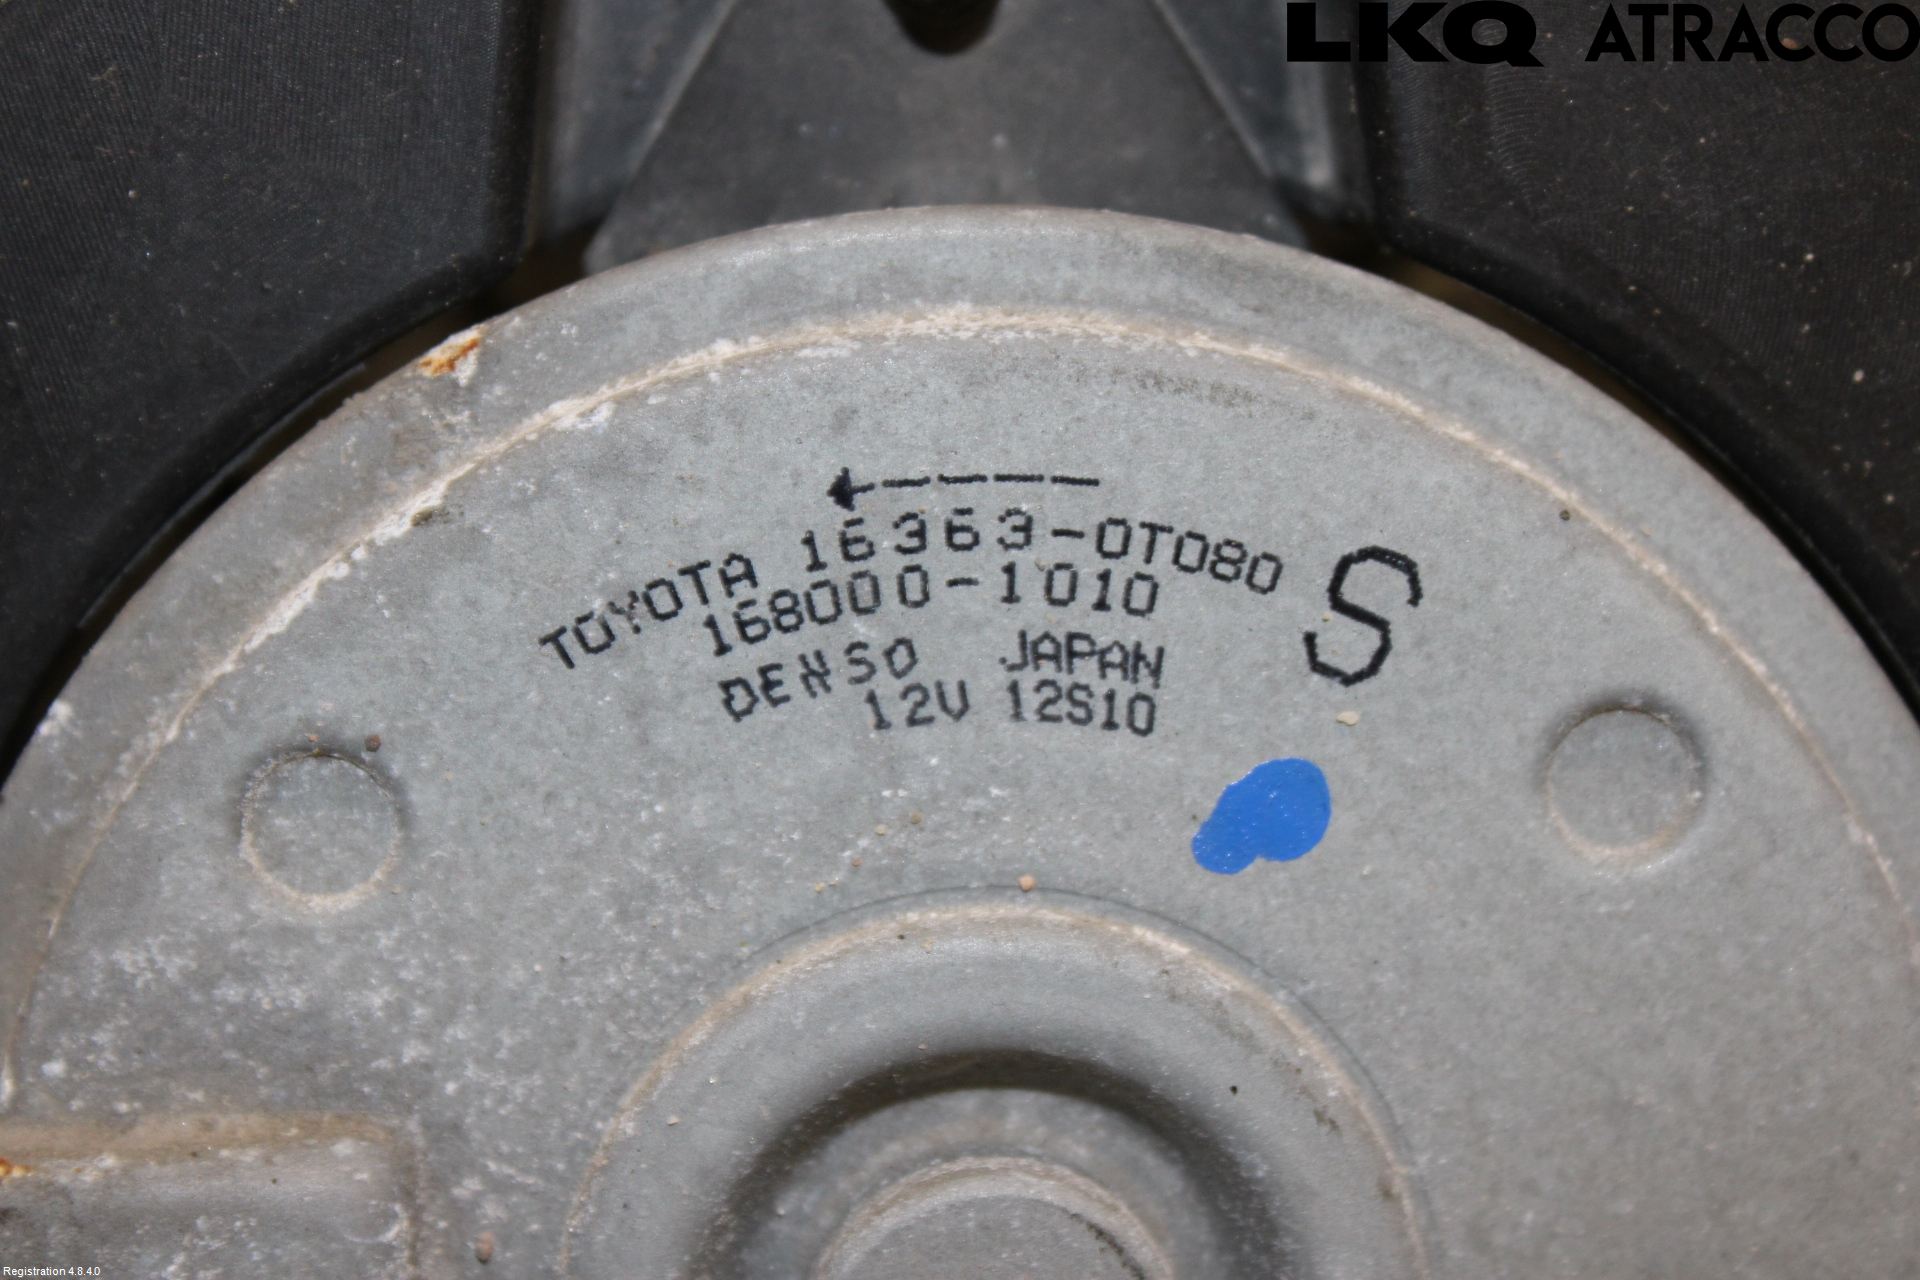 LKQ ATRACCO
TOYOTA 16363-0T080 S
168000-1010
DENSO JAPAN
12V 12S10
Registration 4.8.4.0